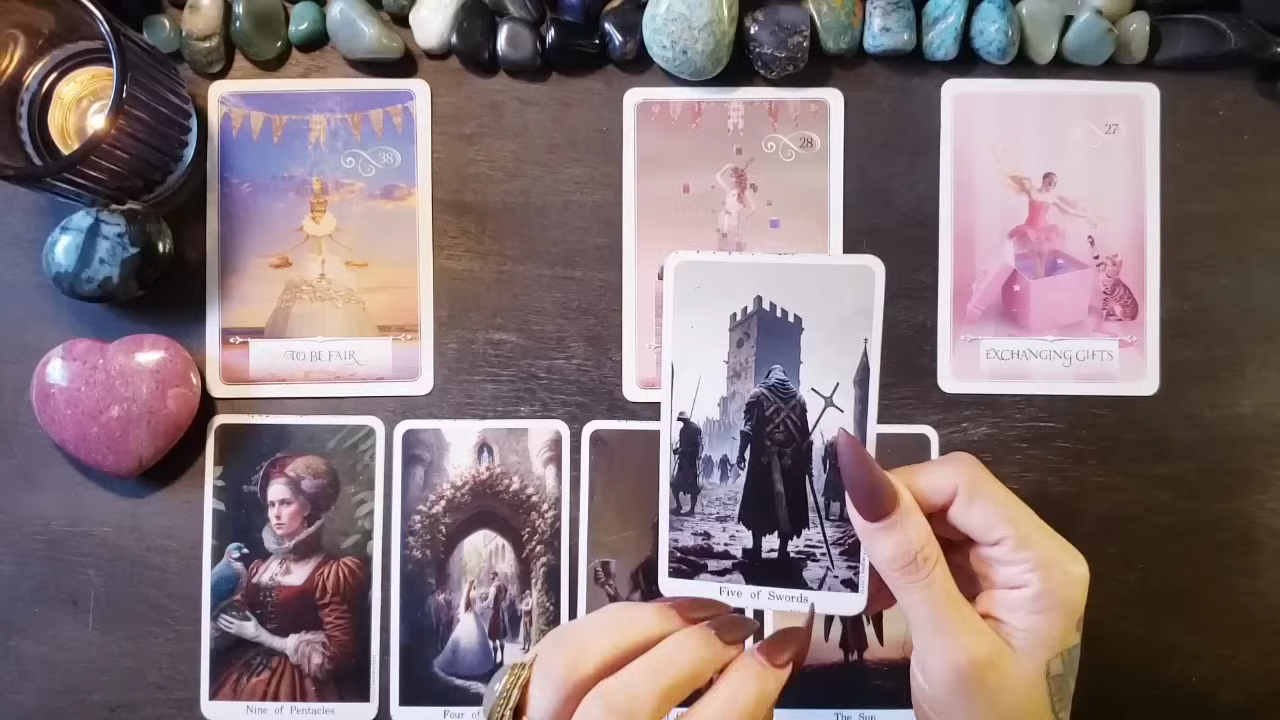 38
TO BE FAIR
28
27
EXCHANGING GIFTS
Five of Swords
Nine of Pentacles
Four of
The Sun